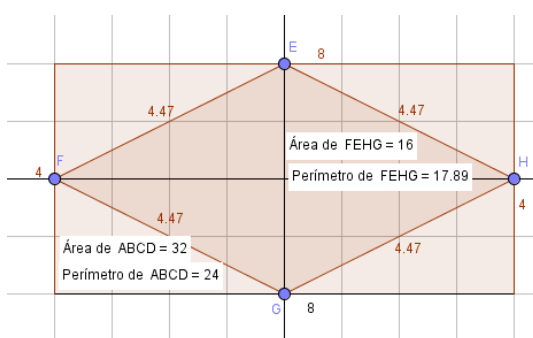 E
8
4.47
4.47
Área de FEHG = 16
F
H
4
Perímetro de FEHG = 17.89
4
4.47
4.47
Área de ABCD = 32
Perímetro de ABCD = 24
G
8